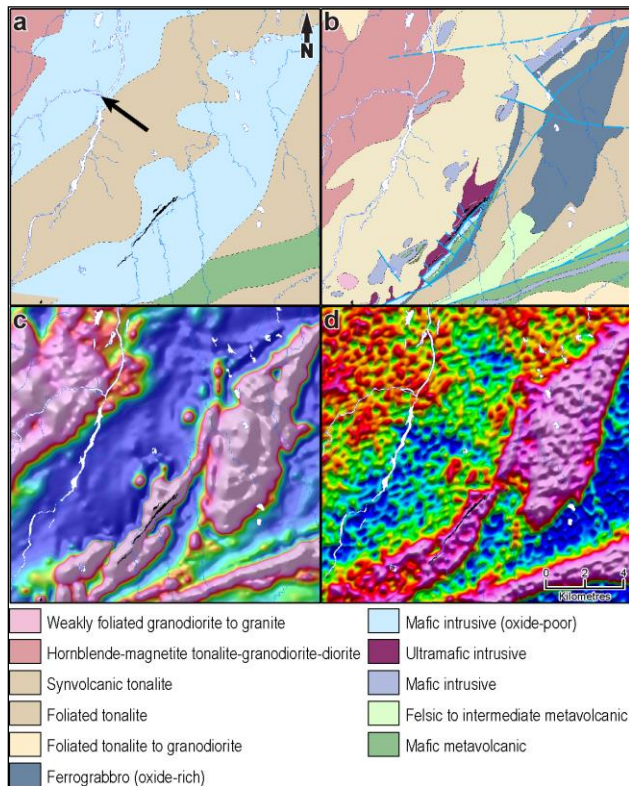 a
N
b
c
d
0 2 4
Kilometres
Weakly foliated granodiorite to granite
Hornblende-magnetite tonalite-granodiorite-diorite
Synvolcanic tonalite
Foliated tonalite
Foliated tonalite to granodiorite
Ferrograbbro (oxide-rich)
Mafic intrusive (oxide-poor)
Ultramafic intrusive
Mafic intrusive
Felsic to intermediate metavolcanic
Mafic metavolcanic